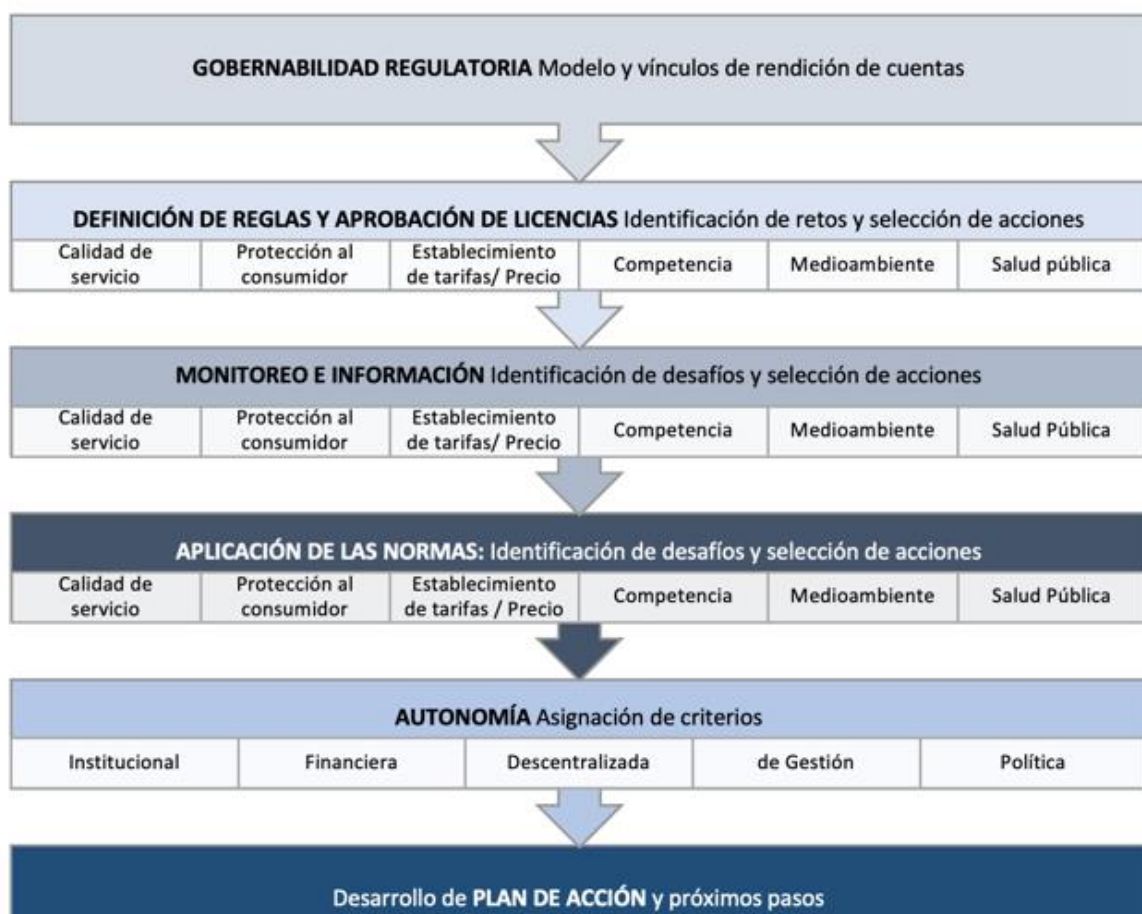 GOBERNABILIDAD REGULATORIA Modelo y vínculos de rendición de cuentas
DEFINICIÓN DE REGLAS Y APROBACIÓN DE LICENCIAS Identificación de retos y selección de acciones
Calidad de
servicio
Protección al
consumidor
Establecimiento
de tarifas/ Precio
Competencia
Medioambiente
Salud pública
MONITOREO E INFORMACIÓN Identificación de desafíos y selección de acciones
Calidad de
servicio
Protección al
consumidor
Establecimiento
de tarifas/ Precio
Competencia
Medioambiente
Salud Pública
APLICACIÓN DE LAS NORMAS: Identificación de desafíos y selección de acciones
Calidad de
servicio
Protección al
consumidor
Establecimiento
de tarifas / Precio
Competencia
Medioambiente
Salud Pública
AUTONOMÍA Asignación de criterios
Institucional
Financiera
Descentralizada
de Gestión
Política
Desarrollo de PLAN DE ACCIÓN y próximos pasos